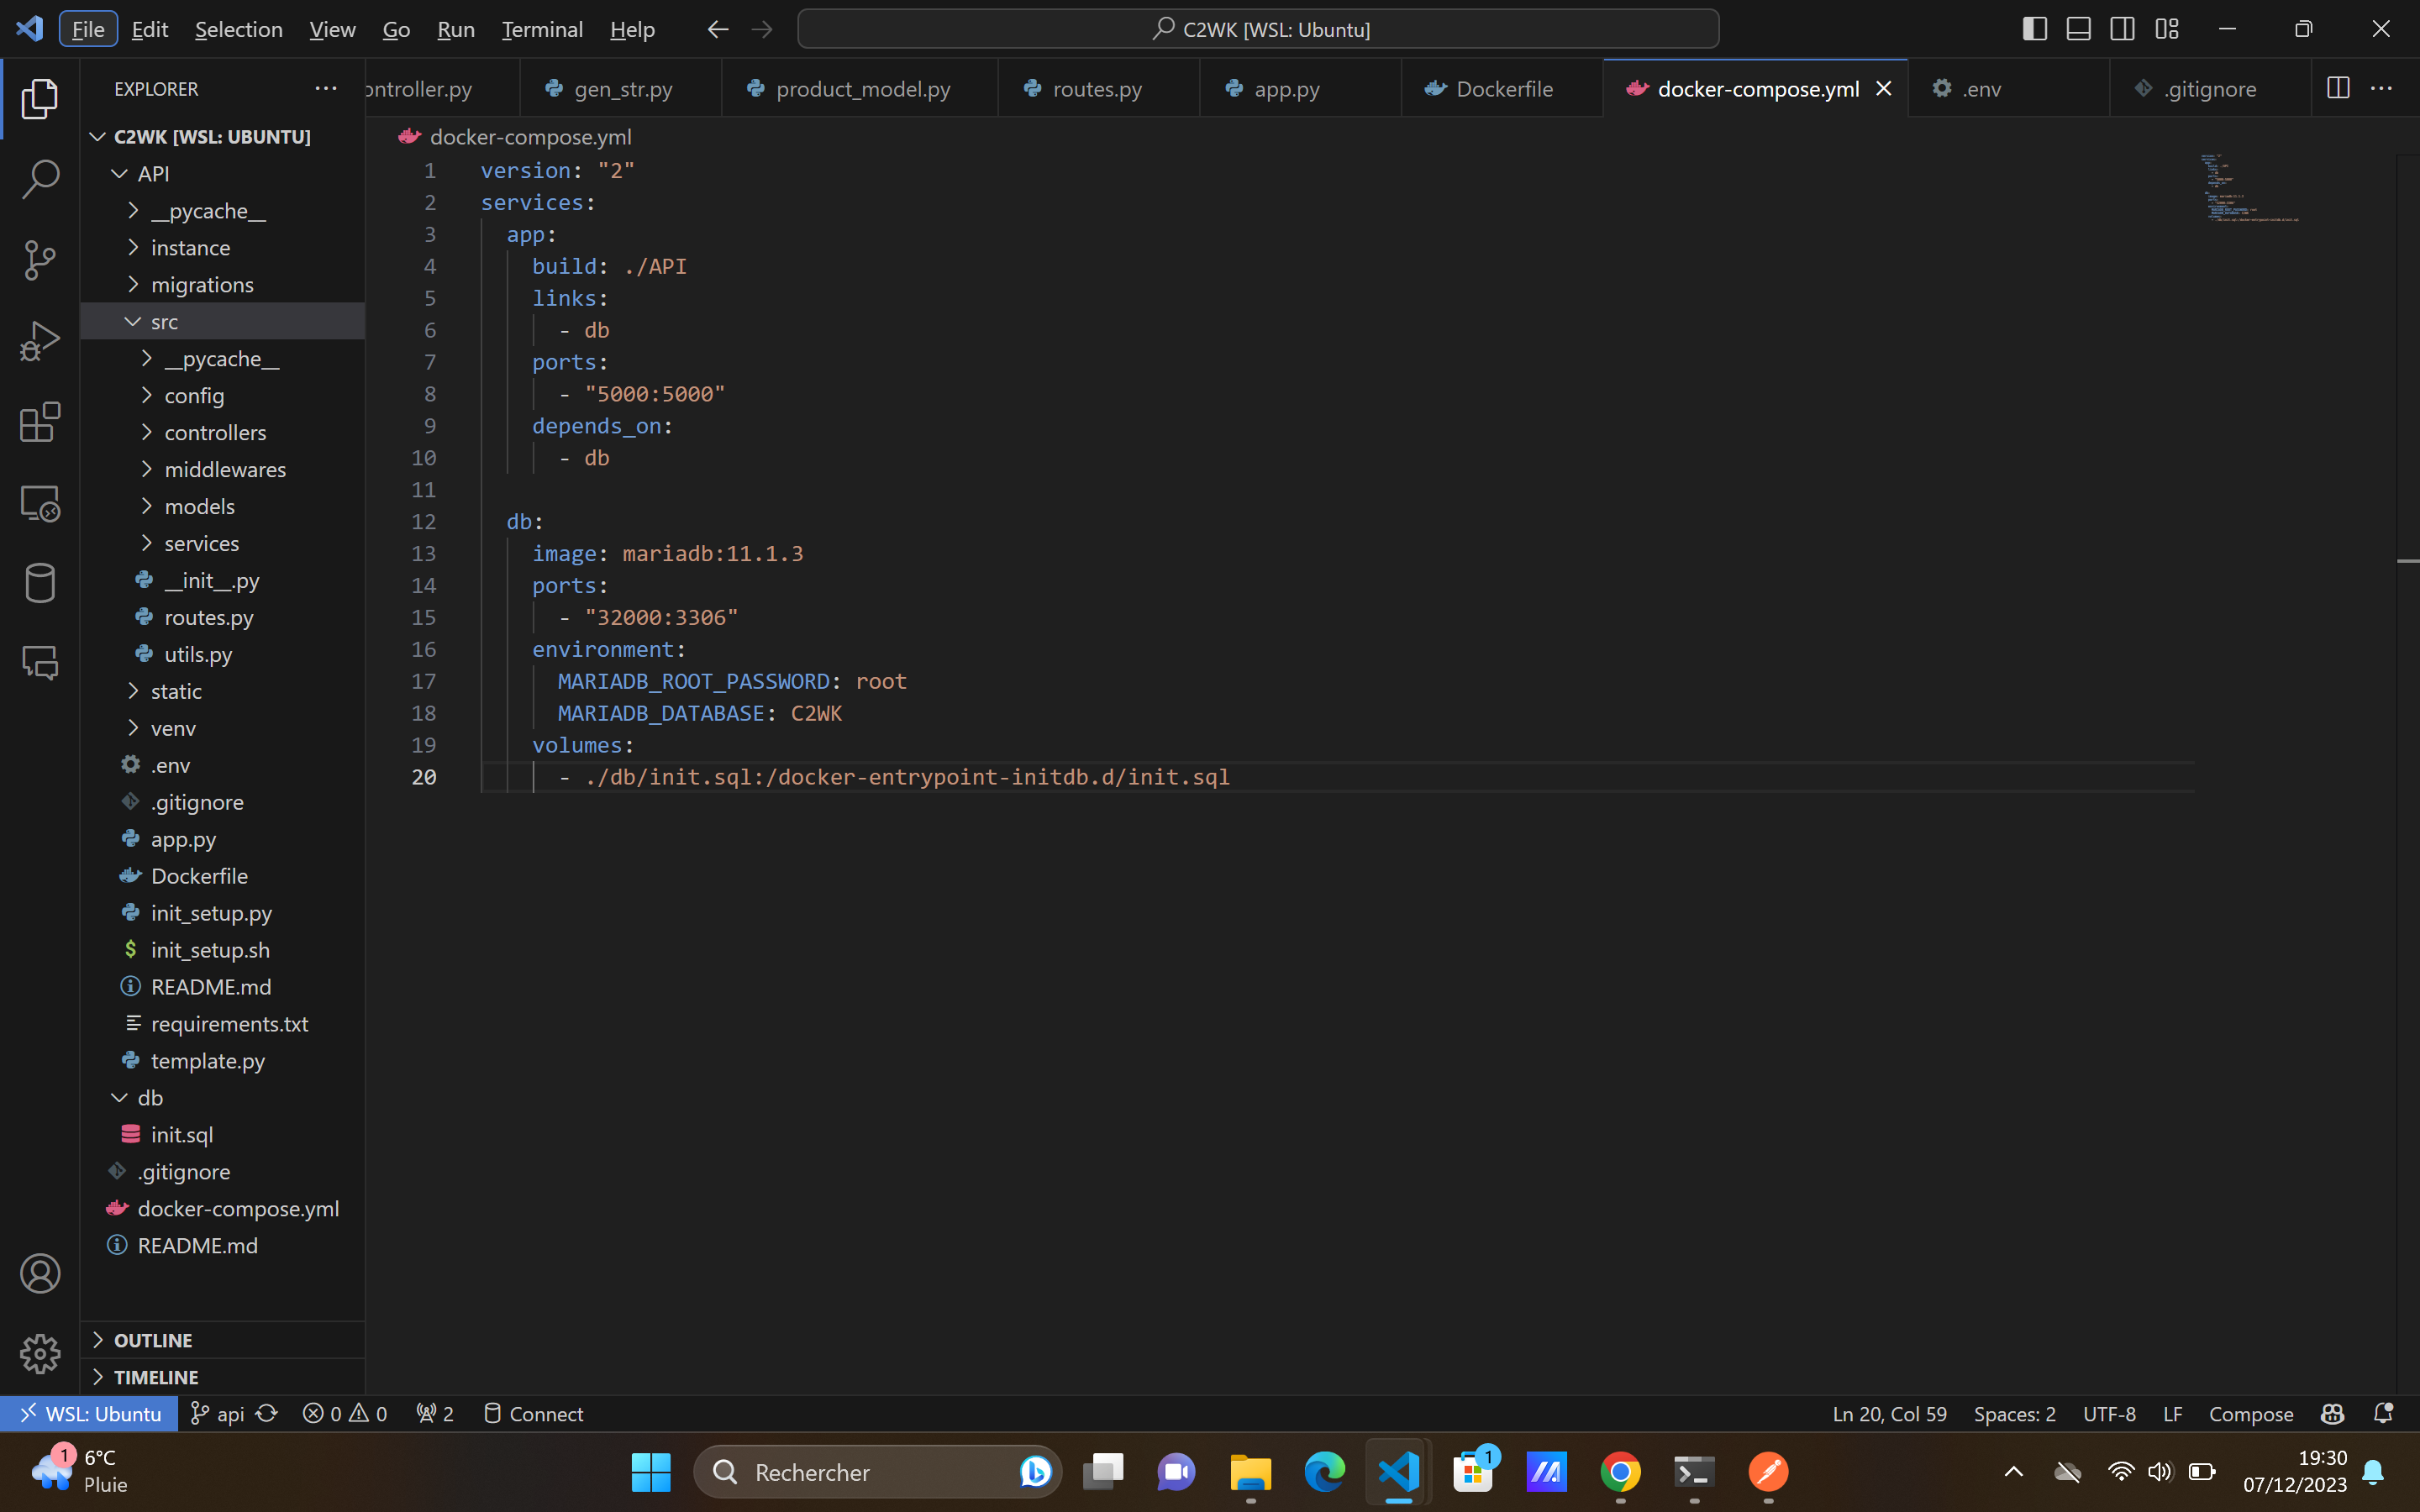 File Edit Selection View Go Run Terminal Help C2WK [WSL: Ubuntu]
EXPLORER
ontroller.py gen_str.py product_model.py routes.py app.py Dockerfile docker-compose.yml .env .gitignore
C2WK [WSL: UBUNTU]
API
__pycache__
instance
migrations
src
__pycache__
config
controllers
middlewares
models
services
__init__.py
routes.py
utils.py
static
venv
.env
.gitignore
app.py
Dockerfile
init_setup.py
$ init_setup.sh
README.md
requirements.txt
template.py
db
init.sql
.gitignore
docker-compose.yml
README.md
OUTLINE
TIMELINE
docker-compose.yml
1 version: "2"
2 services:
3 app:
4 build: ./API
5 links:
6 - db
7 ports:
8 - "5000:5000"
9 depends_on:
10 - db
11
12 db:
13 image: mariadb:11.1.3
14 ports:
15 - "32000:3306"
16 environment:
17 MARIADB_ROOT_PASSWORD: root
18 MARIADB_DATABASE: C2WK
19 volumes:
20 - ./db/init.sql:/docker-entrypoint-initdb.d/init.sql
WSL: Ubuntu api 0 0 2 Connect Ln 20, Col 59 Spaces: 2 UTF-8 LF Compose
1 6°C
Pluie
Rechercher
1
19:30
07/12/2023